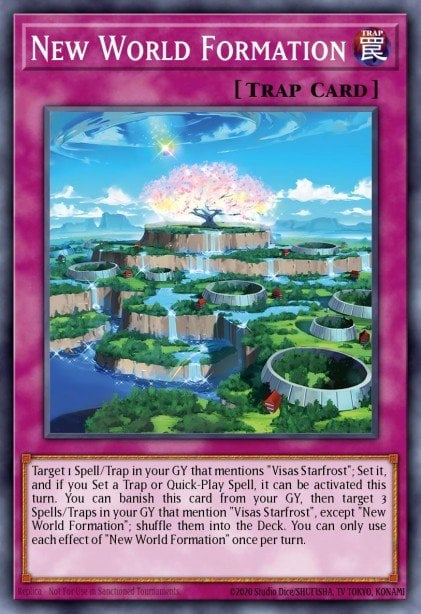 NEW WORLD FORMATION
TRAP
罠
[TRAP CARD]
Target 1 Spell/Trap in your GY that mentions "Visas Starfrost"; Set it,
and if you Set a Trap or Quick-Play Spell, it can be activated this
turn. You can banish this card from your GY, then target 3
Spells/Traps in your GY that mention "Visas Starfrost", except "New
World Formation"; shuffle them into the Deck. You can only use
each effect of "New World Formation" once per turn.
Replica - Not For Use in Sanctioned Tournaments
©2020 Studio Dice/SHUEISHA, TV TOKYO, KONAMI